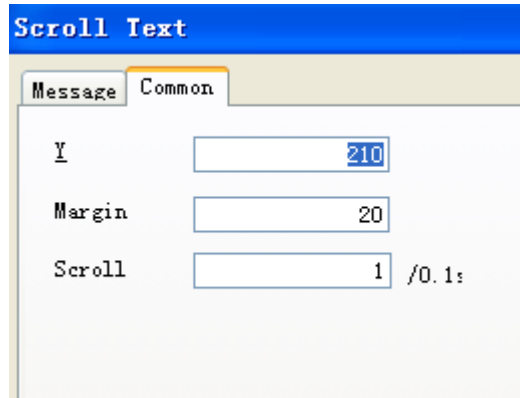 Scroll Text
Message Common
Y 210
Margin 20
Scroll 1 /0.1s